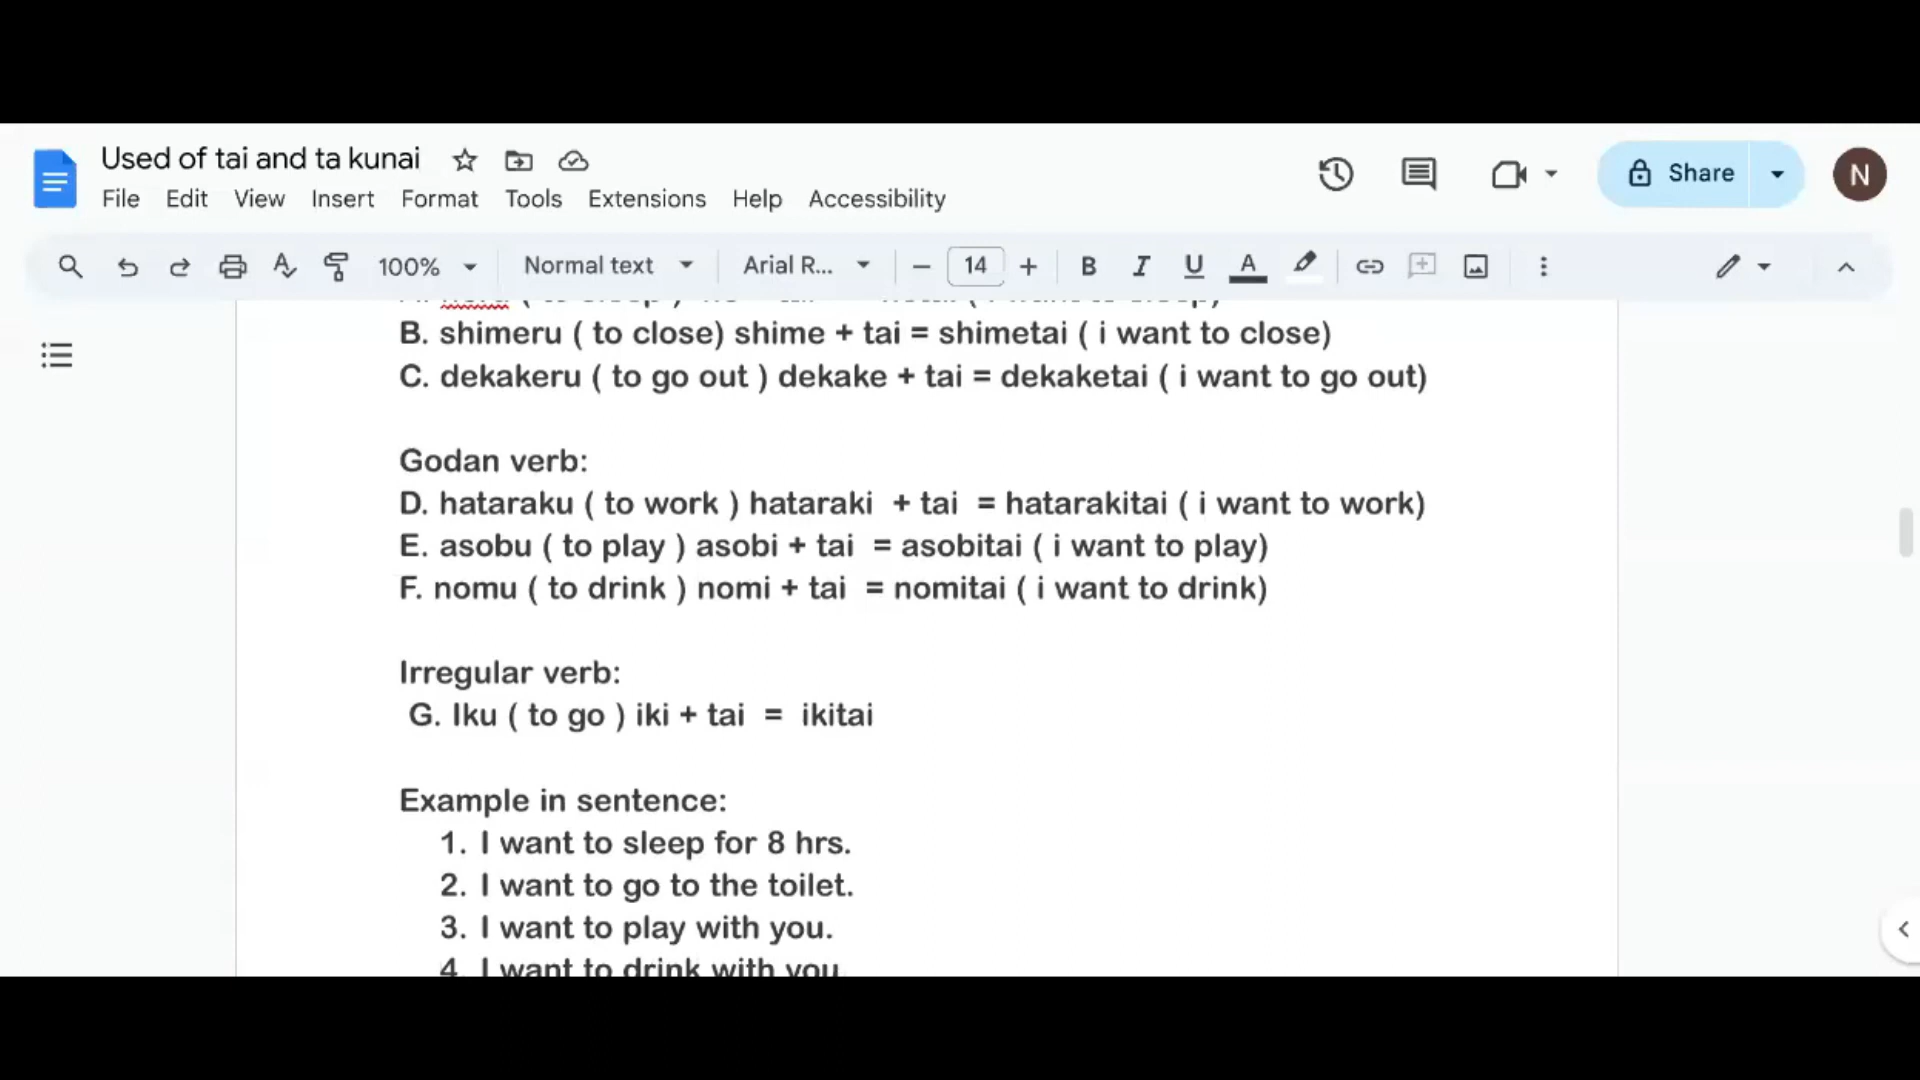 Used of tai and ta kunai
File Edit View Insert Format Tools Extensions Help Accessibility
Share
N
100% Normal text Arial R... 14 B I U A
B. shimeru ( to close) shime + tai = shimetai ( i want to close)
C. dekakeru ( to go out ) dekake + tai = dekaketai ( i want to go out)
Godan verb:
D. hataraku ( to work ) hataraki + tai = hatarakitai ( i want to work)
E. asobu ( to play ) asobi + tai = asobitai ( i want to play)
F. nomu ( to drink ) nomi + tai = nomitai ( i want to drink)
Irregular verb:
G. Iku ( to go ) iki + tai = ikitai
Example in sentence:
1. I want to sleep for 8 hrs.
2. I want to go to the toilet.
3. I want to play with you.
4. I want to drink with you.